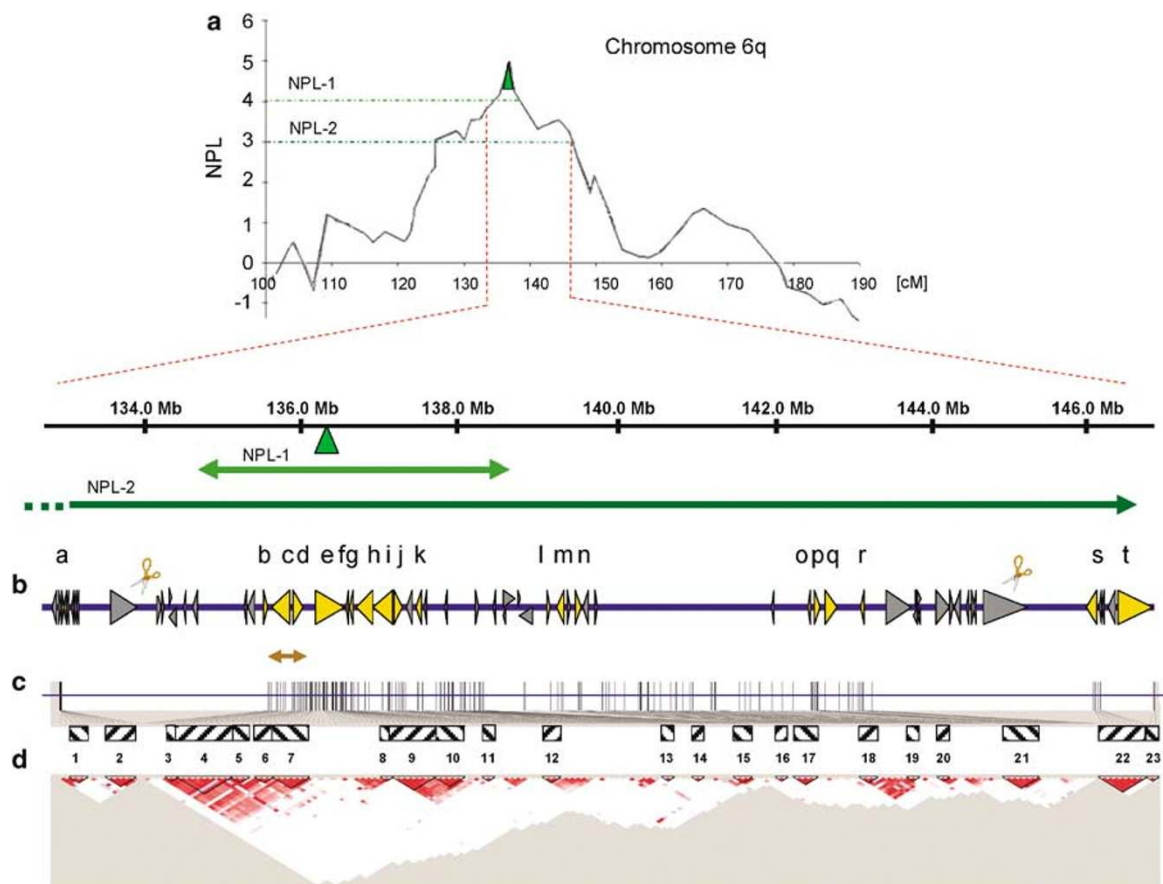 a
Chromosome 6q
6
5
4
3
2
1
0
-1
NPL
NPL-1
NPL-2
100 110 120 130 140 150 160 170 180 190 [cM]
134.0 Mb 136.0 Mb 138.0 Mb 140.0 Mb 142.0 Mb 144.0 Mb 146.0 Mb
NPL-1
NPL-2
a b c d e f g h i j k l m n o p q r s t
b
c
1 2 3 4 5 6 7 8 9 10 11 12 13 14 15 16 17 18 19 20 21 22 23
d